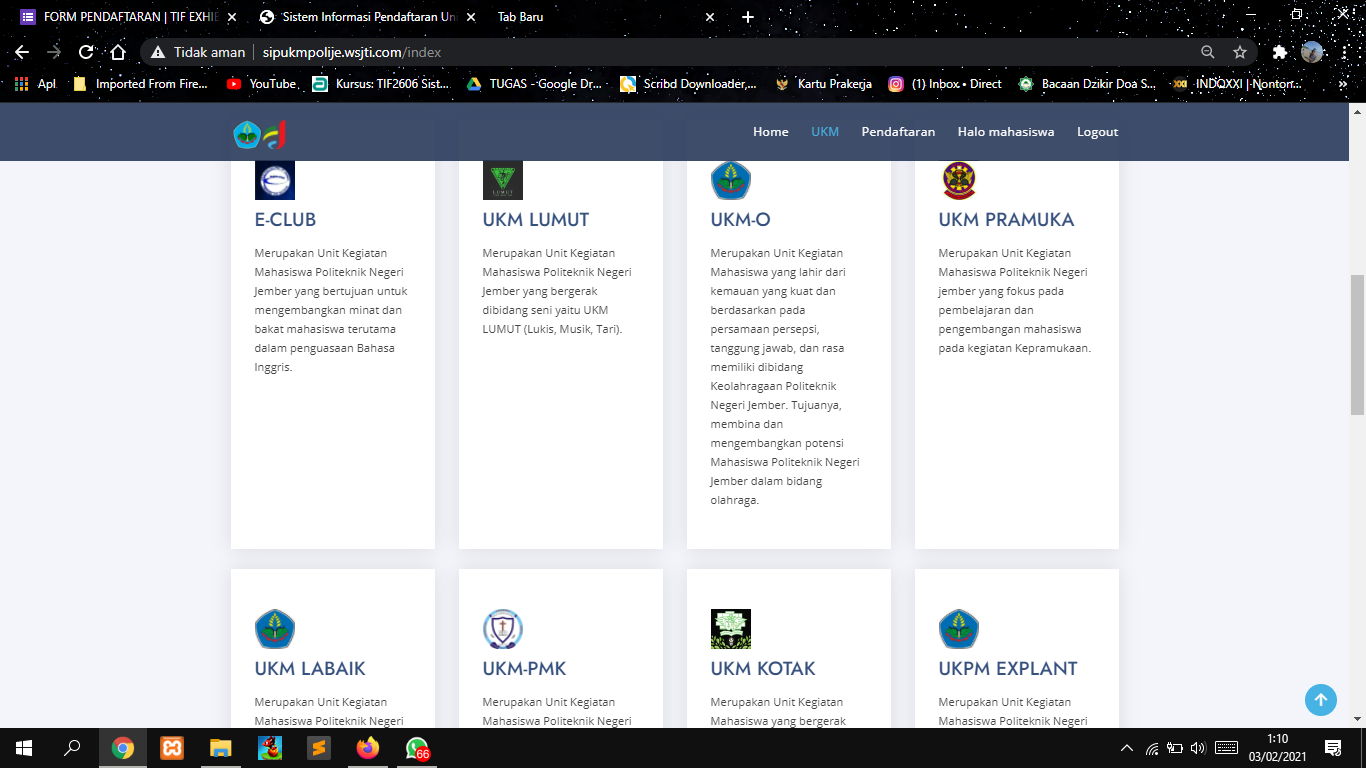 FORM PENDAFTARAN | TIF EXHIB
Sistem Informasi Pendaftaran Uni
Tab Baru
Tidak aman
sipukmpolije.wsjti.com/index
Apl
Imported From Fire...
YouTube
Kursus: TIF2606 Sist...
TUGAS - Google Dr...
Scribd Downloader,...
Kartu Prakerja
(1) Inbox • Direct
Bacaan Dzikir Doa S...
INDOXXI | Nonton...
»
Home
UKM
Pendaftaran
Halo mahasiswa
Logout
E-CLUB
Merupakan Unit Kegiatan
Mahasiswa Politeknik Negeri
Jember yang bertujuan untuk
mengembangkan minat dan
bakat mahasiswa terutama
dalam penguasaan Bahasa
Inggris.
LUMUT
UKM LUMUT
Merupakan Unit Kegiatan
Mahasiswa Politeknik Negeri
Jember yang bergerak
dibidang seni yaitu UKM
LUMUT (Lukis, Musik, Tari).
UKM-O
Merupakan Unit Kegiatan
Mahasiswa yang lahir dari
kemauan yang kuat dan
berdasarkan pada
persamaan persepsi,
tanggung jawab, dan rasa
memiliki dibidang
Keolahragaan Politeknik
Negeri Jember. Tujuanya,
membina dan
mengembangkan potensi
Mahasiswa Politeknik Negeri
Jember dalam bidang
olahraga.
UKM PRAMUKA
Merupakan Unit Kegiatan
Mahasiswa Politeknik Negeri
jember yang fokus pada
pembelajaran dan
pengembangan mahasiswa
pada kegiatan Kepramukaan.
UKM LABAIK
Merupakan Unit Kegiatan
Mahasiswa Politeknik Negeri
UKM-PMK
Merupakan Unit Kegiatan
Mahasiswa Politeknik Negeri
UKM KOTAK
Merupakan Unit Kegiatan
Mahasiswa yang bergerak
UKPM EXPLANT
Merupakan Unit Kegiatan
Mahasiswa Politeknik Negeri
66
1:10
03/02/2021